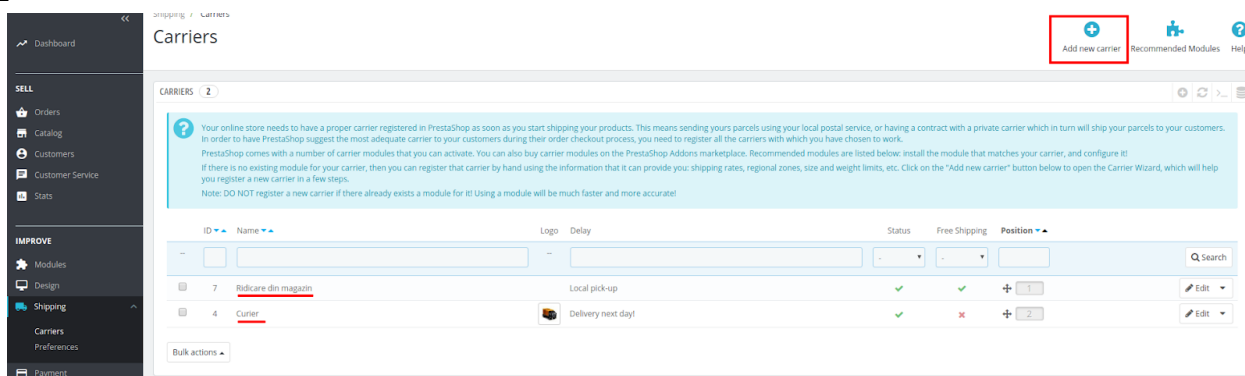 Shipping / Carriers
Carriers
Add new carrier
Recommended Modules
Help
Dashboard
SELL
Orders
Catalog
Customers
Customer Service
Stats
IMPROVE
Modules
Design
Shipping
Carriers
Preferences
Payment
CARRIERS 2
Your online store needs to have a proper carrier registered in PrestaShop as soon as you start shipping your products. This means sending yours parcels using your local postal service, or having a contract with a private carrier which in turn will ship your parcels to your customers.
In order to have PrestaShop suggest the most adequate carrier to your customers during their order checkout process, you need to register all the carriers with which you have chosen to work.
PrestaShop comes with a number of carrier modules that you can activate. You can also buy carrier modules on the PrestaShop Addons marketplace. Recommended modules are listed below: install the module that matches your carrier, and configure it!
If there is no existing module for your carrier, then you can register that carrier by hand using the information that it can provide you: shipping rates, regional zones, size and weight limits, etc. Click on the "Add new carrier" button below to open the Carrier Wizard, which will help
you register a new carrier in a few steps.
Note: DO NOT register a new carrier if there already exists a module for it! Using a module will be much faster and more accurate!
ID Name Logo Delay Status Free Shipping Position
-- -- - - Search
7 Ridicare din magazin Local pick-up 1 Edit
4 Curier Delivery next day! 2 Edit
Bulk actions